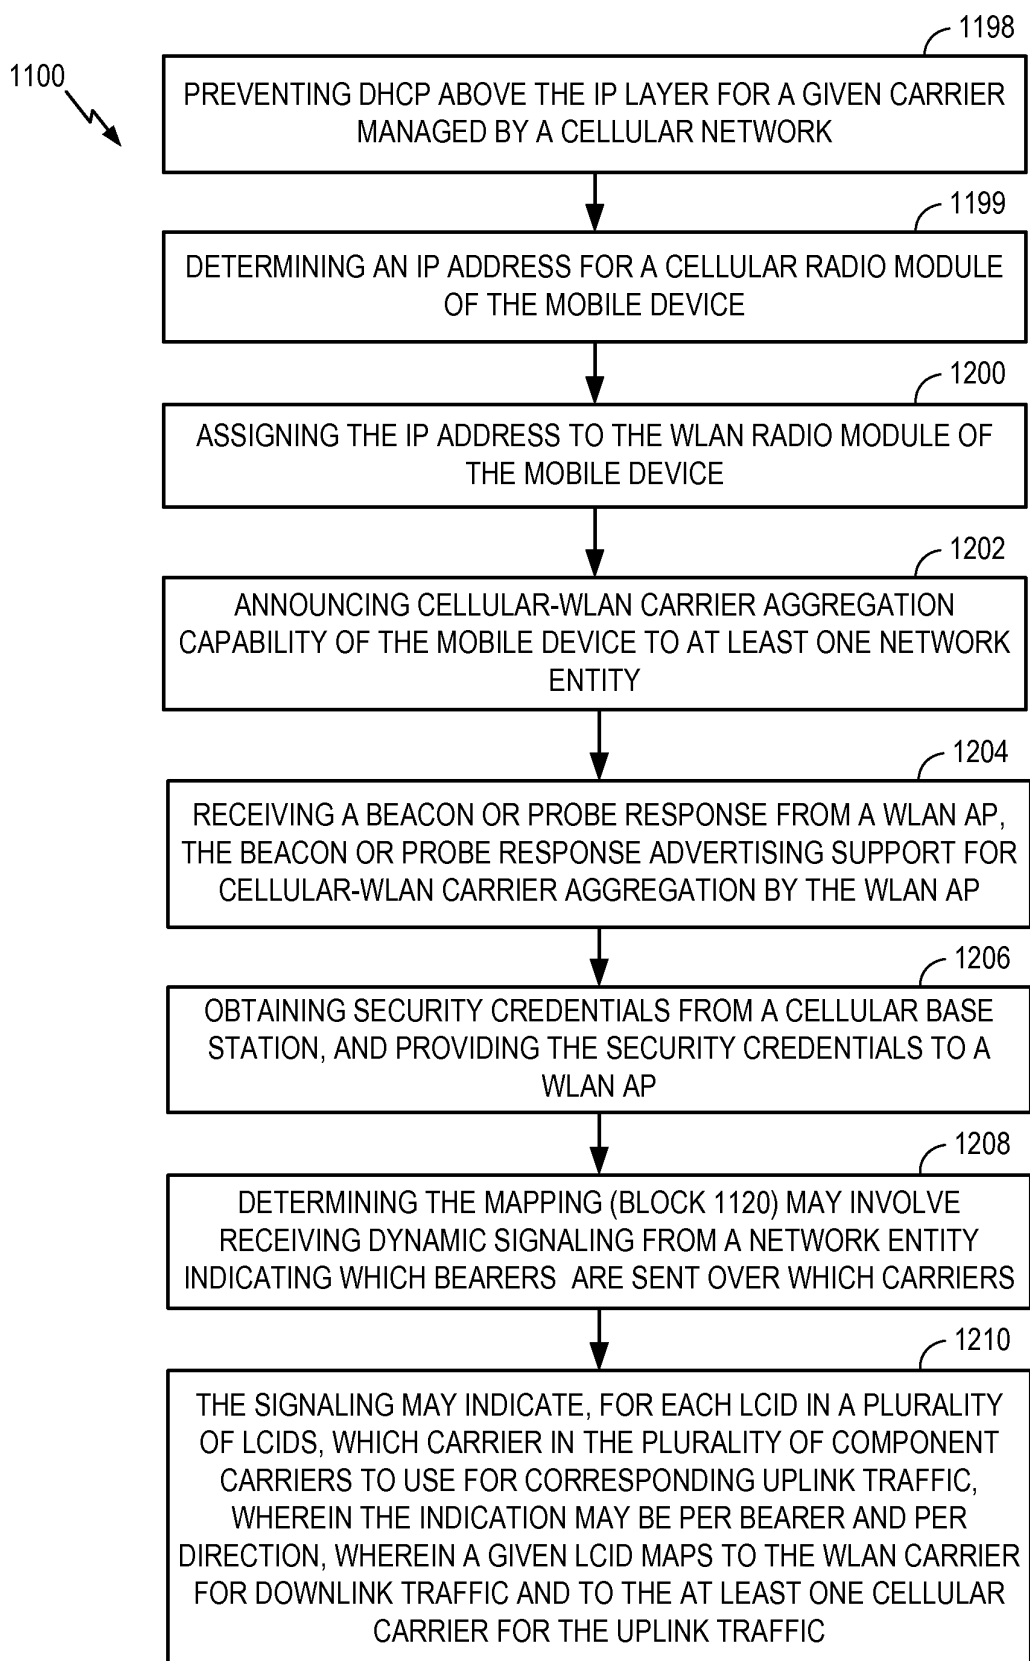 1100
1198
PREVENTING DHCP ABOVE THE IP LAYER FOR A GIVEN CARRIER
MANAGED BY A CELLULAR NETWORK
1199
DETERMINING AN IP ADDRESS FOR A CELLULAR RADIO MODULE
OF THE MOBILE DEVICE
1200
ASSIGNING THE IP ADDRESS TO THE WLAN RADIO MODULE OF
THE MOBILE DEVICE
1202
ANNOUNCING CELLULAR-WLAN CARRIER AGGREGATION
CAPABILITY OF THE MOBILE DEVICE TO AT LEAST ONE NETWORK
ENTITY
1204
RECEIVING A BEACON OR PROBE RESPONSE FROM A WLAN AP,
THE BEACON OR PROBE RESPONSE ADVERTISING SUPPORT FOR
CELLULAR-WLAN CARRIER AGGREGATION BY THE WLAN AP
1206
OBTAINING SECURITY CREDENTIALS FROM A CELLULAR BASE
STATION, AND PROVIDING THE SECURITY CREDENTIALS TO A
WLAN AP
1208
DETERMINING THE MAPPING (BLOCK 1120) MAY INVOLVE
RECEIVING DYNAMIC SIGNALING FROM A NETWORK ENTITY
INDICATING WHICH BEARERS ARE SENT OVER WHICH CARRIERS
1210
THE SIGNALING MAY INDICATE, FOR EACH LCID IN A PLURALITY
OF LCIDS, WHICH CARRIER IN THE PLURALITY OF COMPONENT
CARRIERS TO USE FOR CORRESPONDING UPLINK TRAFFIC,
WHEREIN THE INDICATION MAY BE PER BEARER AND PER
DIRECTION, WHEREIN A GIVEN LCID MAPS TO THE WLAN CARRIER
FOR DOWNLINK TRAFFIC AND TO THE AT LEAST ONE CELLULAR
CARRIER FOR THE UPLINK TRAFFIC